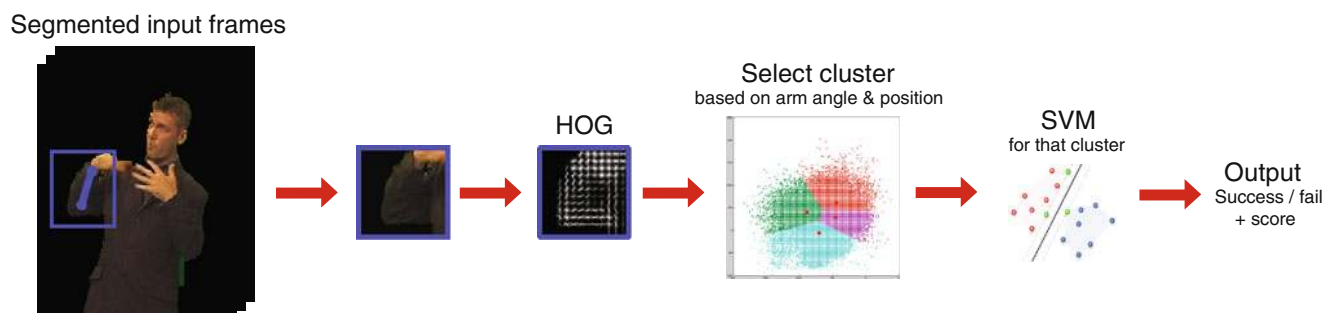 Segmented input frames
HOG
Select cluster
based on arm angle & position
SVM
for that cluster
Output
Success / fail
+ score